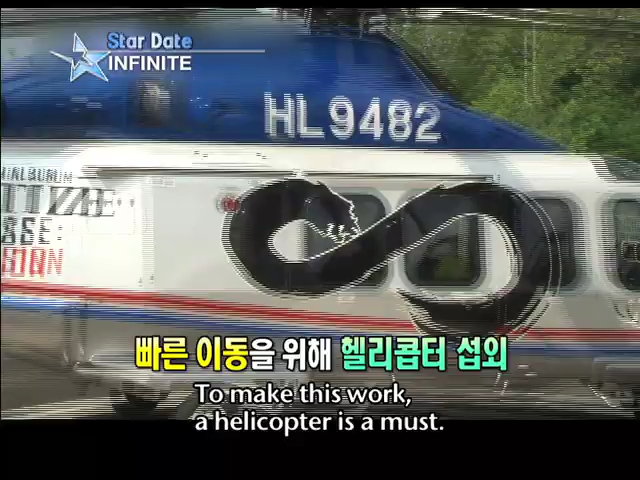 Star Date
INFINITE
HL9482
빠른 이동을 위해 헬리콥터 섭외
To make this work,
a helicopter is a must.